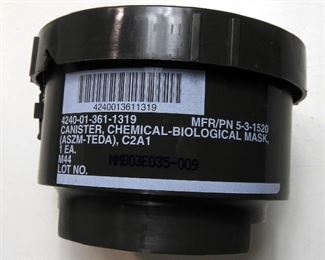 4240013611319
4240-01-361-1319 MFR/PN 5-3-1520
CANISTER, CHEMICAL-BIOLOGICAL MASK,
(ASZM-TEDA), C2A1
1 EA.
M44
LOT NO. MMB03E035-009